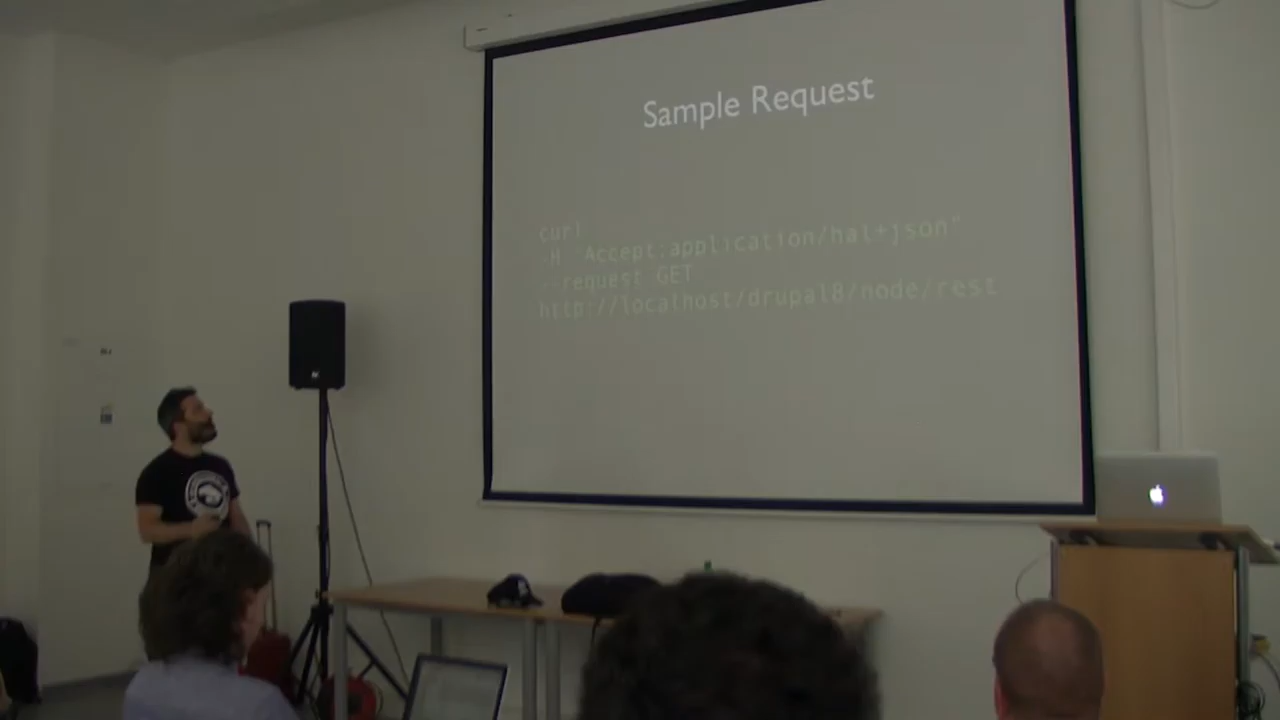 Sample Request
curl
-H "Accept:application/hal+json"
--request GET
http://localhost/drupal8/node/rest